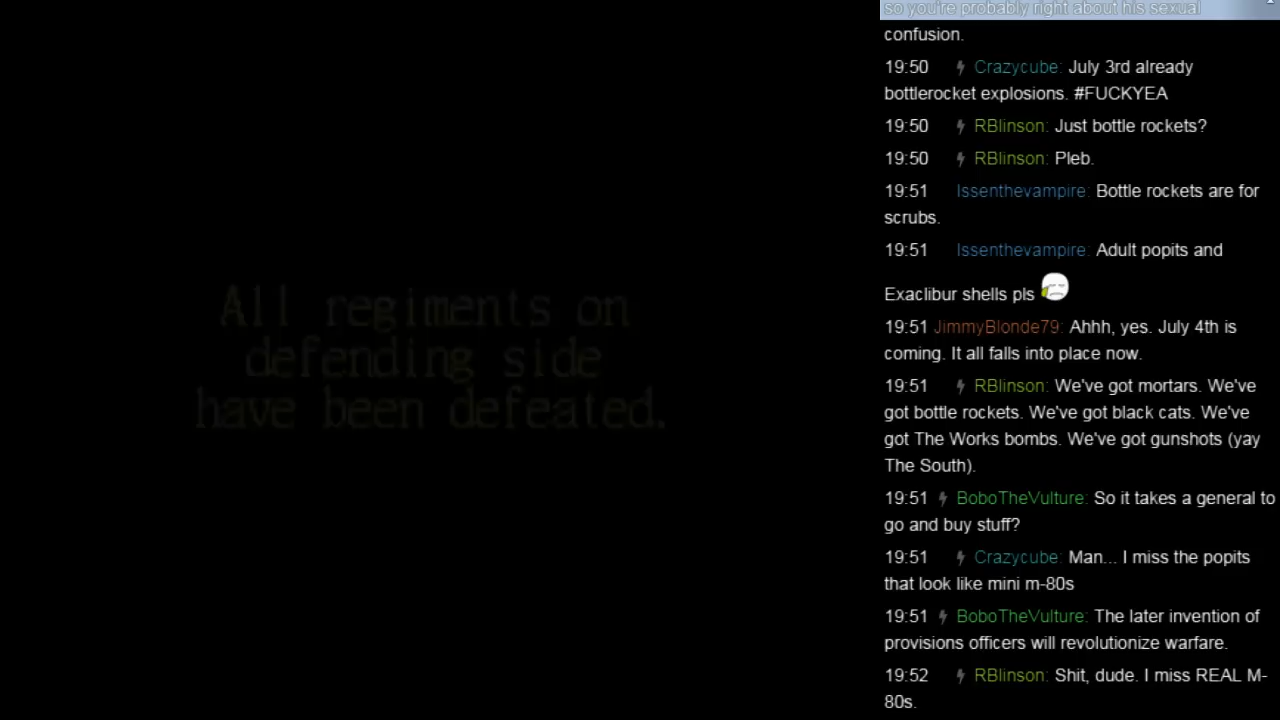 All regiments on
defending side
have been defeated.
so you're probably right about his sexual
confusion.
19:50 Crazycube: July 3rd already
bottlerocket explosions. #FUCKYEA
19:50 RBlinson: Just bottle rockets?
19:50 RBlinson: Pleb.
19:51 Issenthevampire: Bottle rockets are for
scrubs.
19:51 Issenthevampire: Adult popits and
Exaclibur shells pls
19:51 JimmyBlonde79: Ahhh, yes. July 4th is
coming. It all falls into place now.
19:51 RBlinson: We've got mortars. We've
got bottle rockets. We've got black cats. We've
got The Works bombs. We've got gunshots (yay
The South).
19:51 BoboTheVulture: So it takes a general to
go and buy stuff?
19:51 Crazycube: Man... I miss the popits
that look like mini m-80s
19:51 BoboTheVulture: The later invention of
provisions officers will revolutionize warfare.
19:52 RBlinson: Shit, dude. I miss REAL M-
80s.